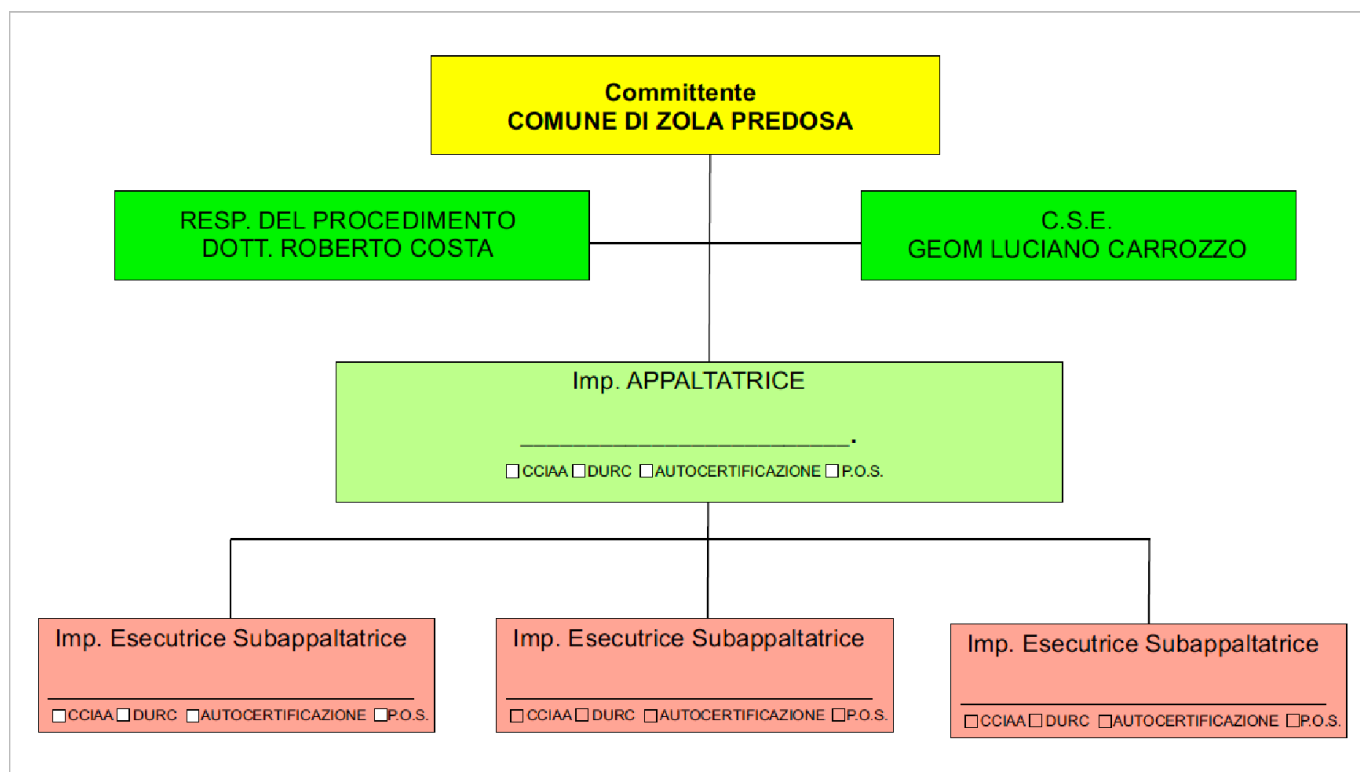 Committente
COMUNE DI ZOLA PREDOSA
RESP. DEL PROCEDIMENTO
DOTT. ROBERTO COSTA
C.S.E.
GEOM LUCIANO CARROZZO
Imp. APPALTATRICE
_________________________.
□CCIAA □DURC □AUTOCERTIFICAZIONE □P.O.S.
Imp. Esecutrice Subappaltatrice
□CCIAA □DURC □AUTOCERTIFICAZIONE □P.O.S.
Imp. Esecutrice Subappaltatrice
□CCIAA □DURC □AUTOCERTIFICAZIONE □P.O.S.
Imp. Esecutrice Subappaltatrice
□CCIAA □DURC □AUTOCERTIFICAZIONE □P.O.S.